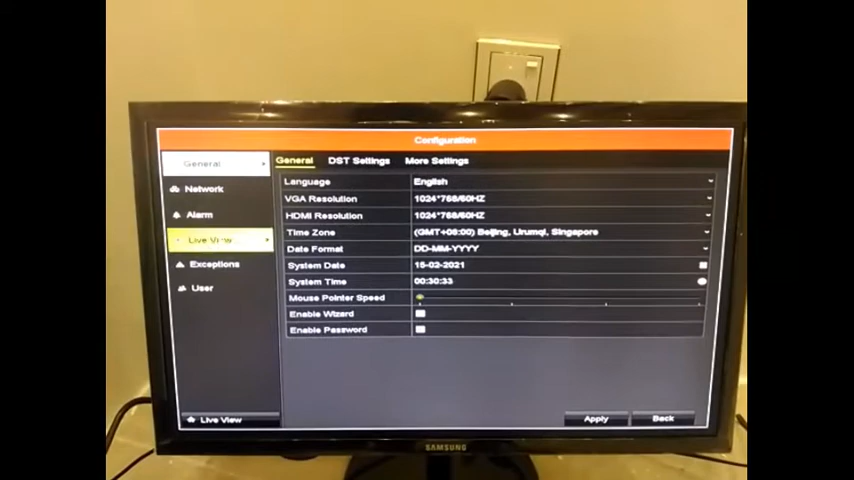 Configuration
General
General DST Settings More Settings
Language English
Network
VGA Resolution 1024*768/60HZ
Alarm
HDMI Resolution 1024*768/60HZ
Live View
Time Zone (GMT+08:00) Beijing, Urumqi, Singapore
Date Format DD-MM-YYYY
Exceptions
System Date 15-02-2021
System Time 00:30:33
User
Mouse Pointer Speed
Enable Wizard
Enable Password
Live View
Apply Back
SAMSUNG